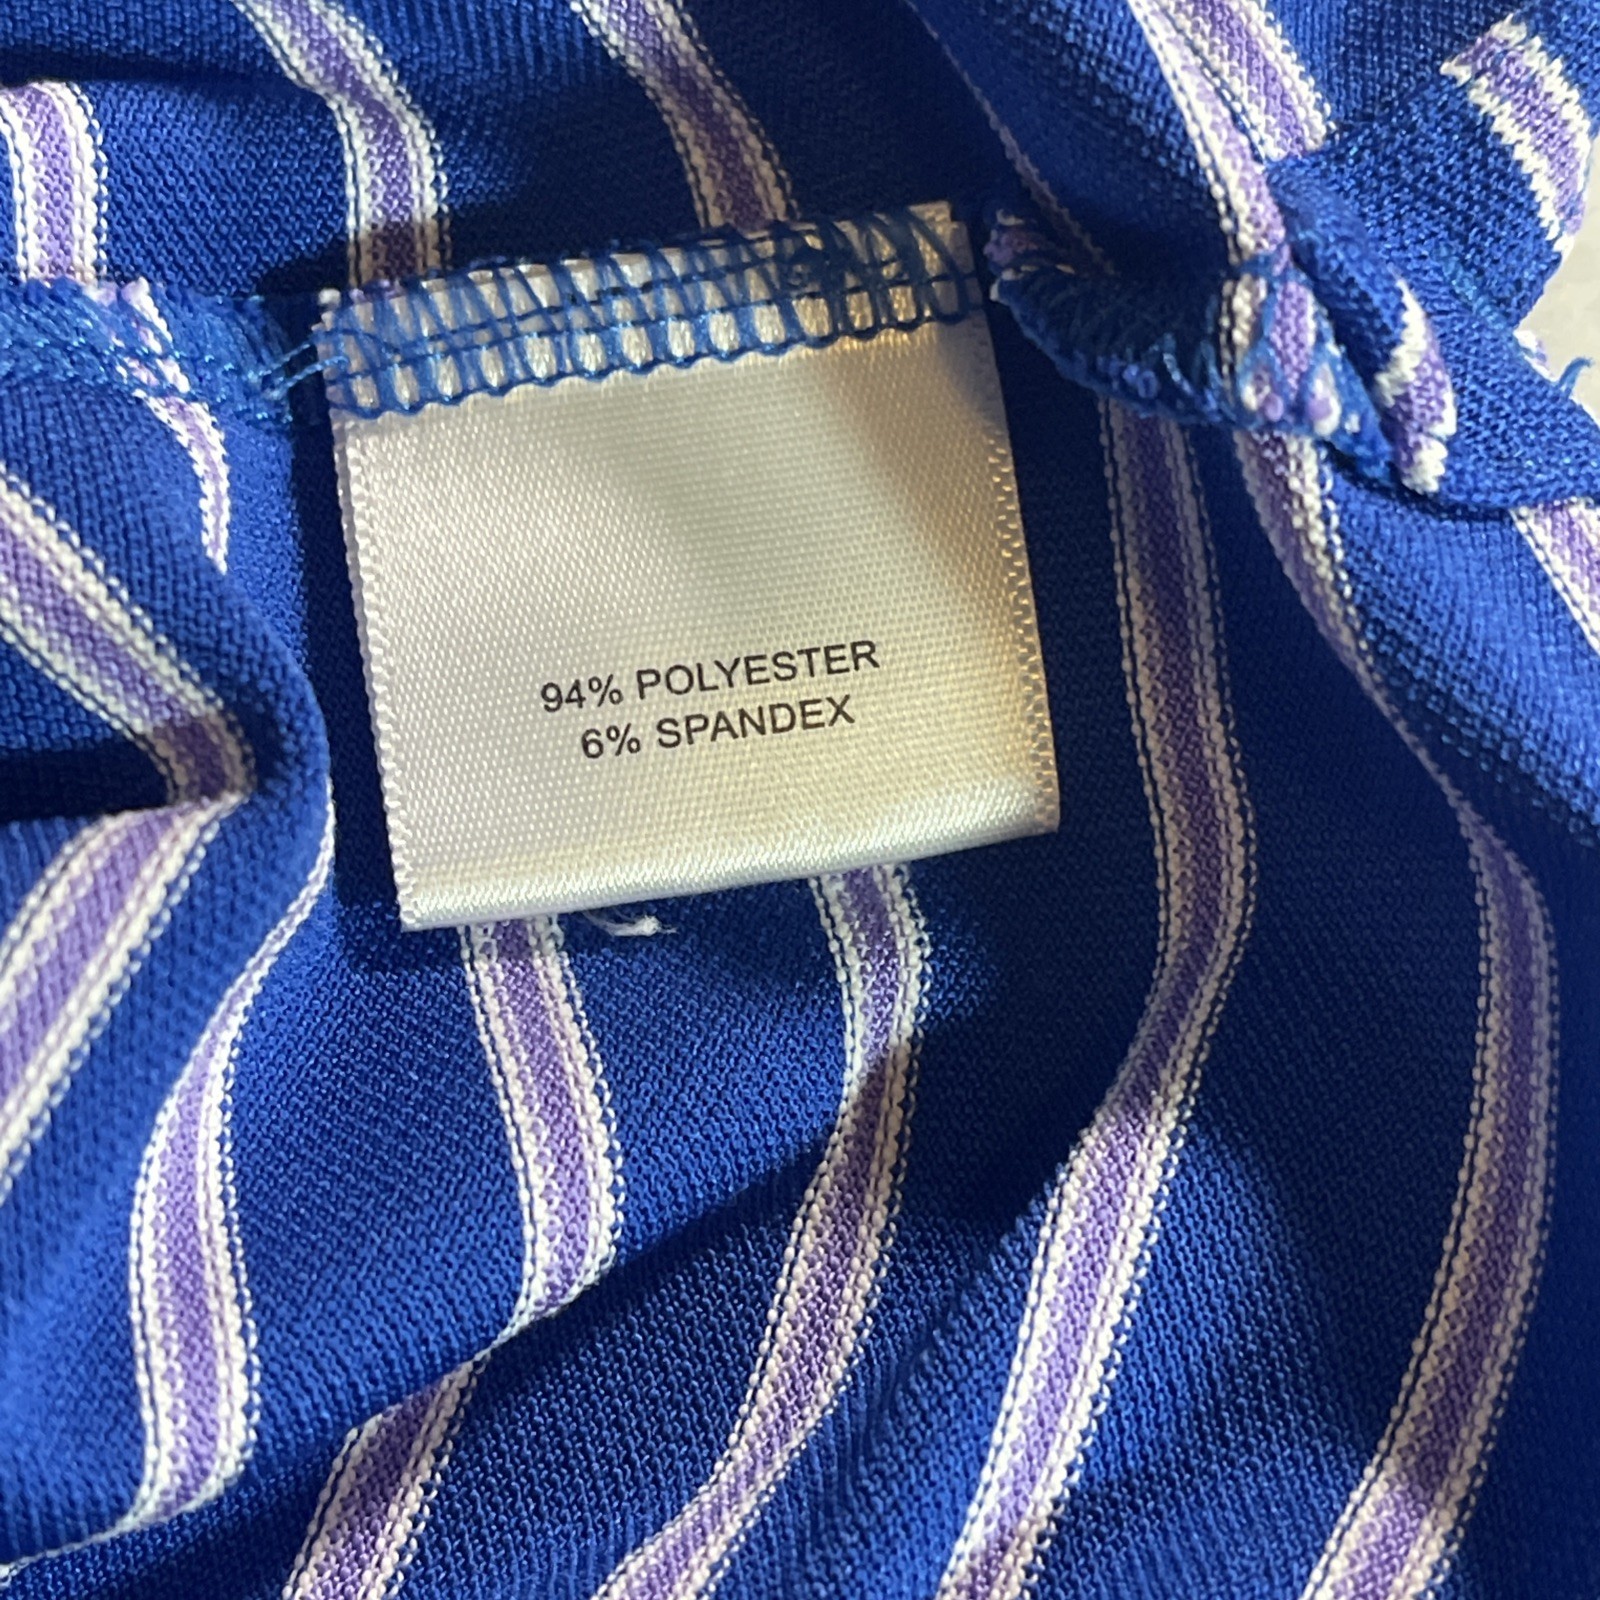 94% POLYESTER
6% SPANDEX